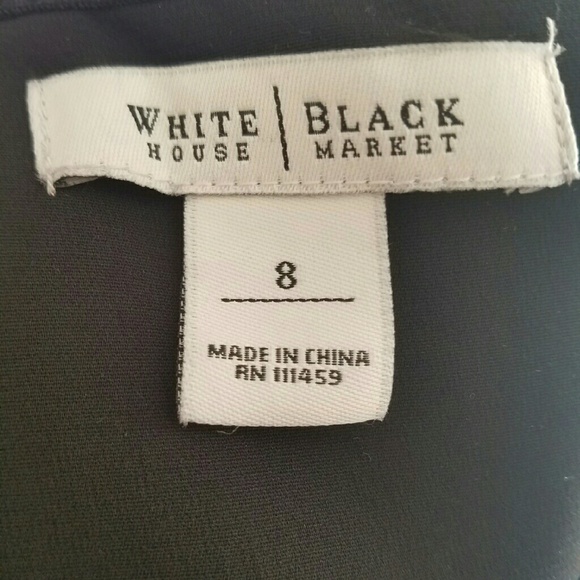 WHITE | BLACK
HOUSE | MARKET
8
MADE IN CHINA
RN 111459